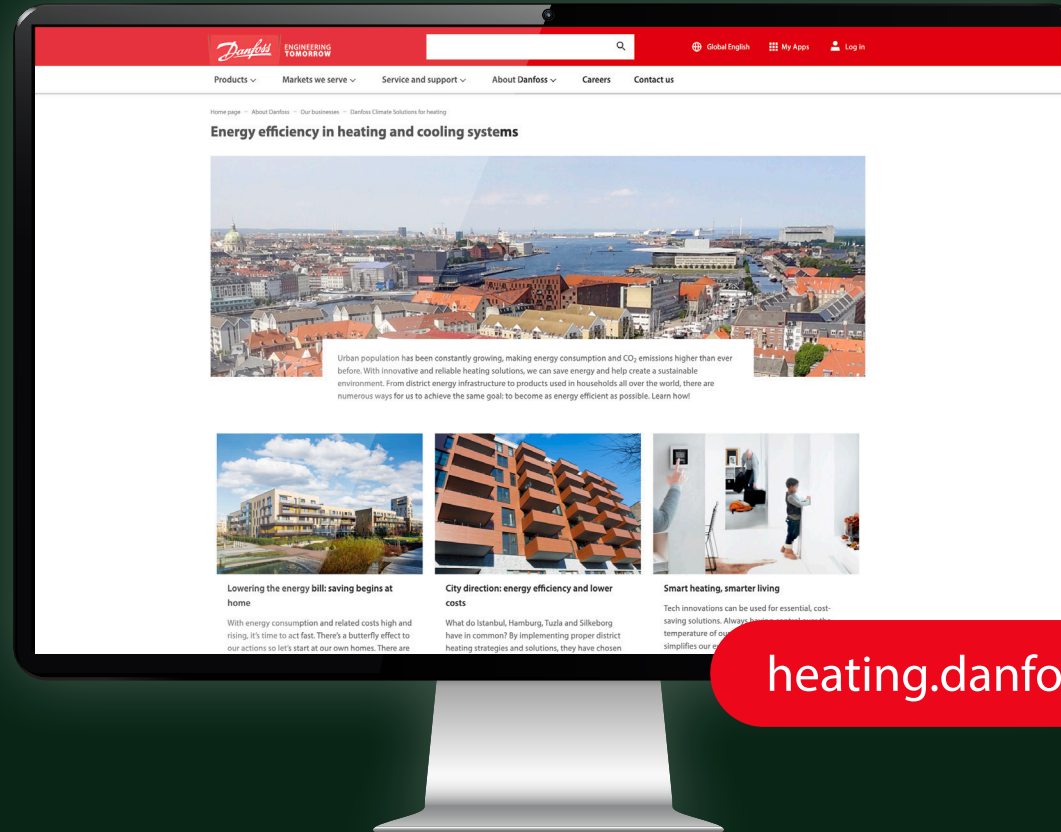 Danfoss ENGINEERING
TOMORROW
Global English My Apps Log in
Products Markets we serve Service and support About Danfoss Careers Contact us
Home page – About Danfoss – Our businesses – Danfoss Climate Solutions for heating
Energy efficiency in heating and cooling systems
Urban population has been constantly growing, making energy consumption and CO₂ emissions higher than ever
before. With innovative and reliable heating solutions, we can save energy and help create a sustainable
environment. From district energy infrastructure to products used in households all over the world, there are
numerous ways for us to achieve the same goal: to become as energy efficient as possible. Learn how!
Lowering the energy bill: saving begins at
home
With energy consumption and related costs high and
rising, it's time to act fast. There's a butterfly effect to
our actions so let's start at our own homes. There are
City direction: energy efficiency and lower
costs
What do Istanbul, Hamburg, Tuzla and Silkeborg
have in common? By implementing proper district
heating strategies and solutions, they have chosen
Smart heating, smarter living
Tech innovations can be used for essential, cost-
saving solutions. Always
temperature of
simplifies our
heating.danfo